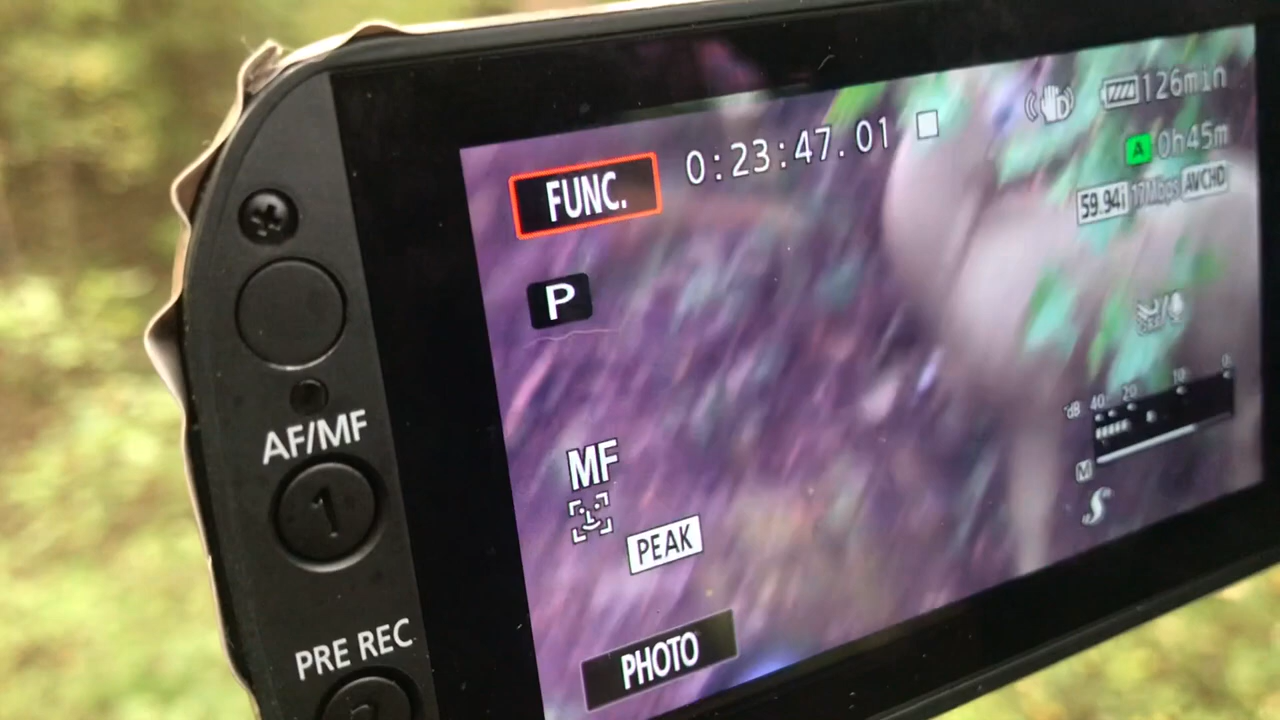 126min
0:23:47.01
A 0h45m
FUNC.
59.94i 17Mbps AVCHD
P
dB 40 20 10 0
AF/MF
MF
1
M
S
PEAK
PRE REC
PHOTO